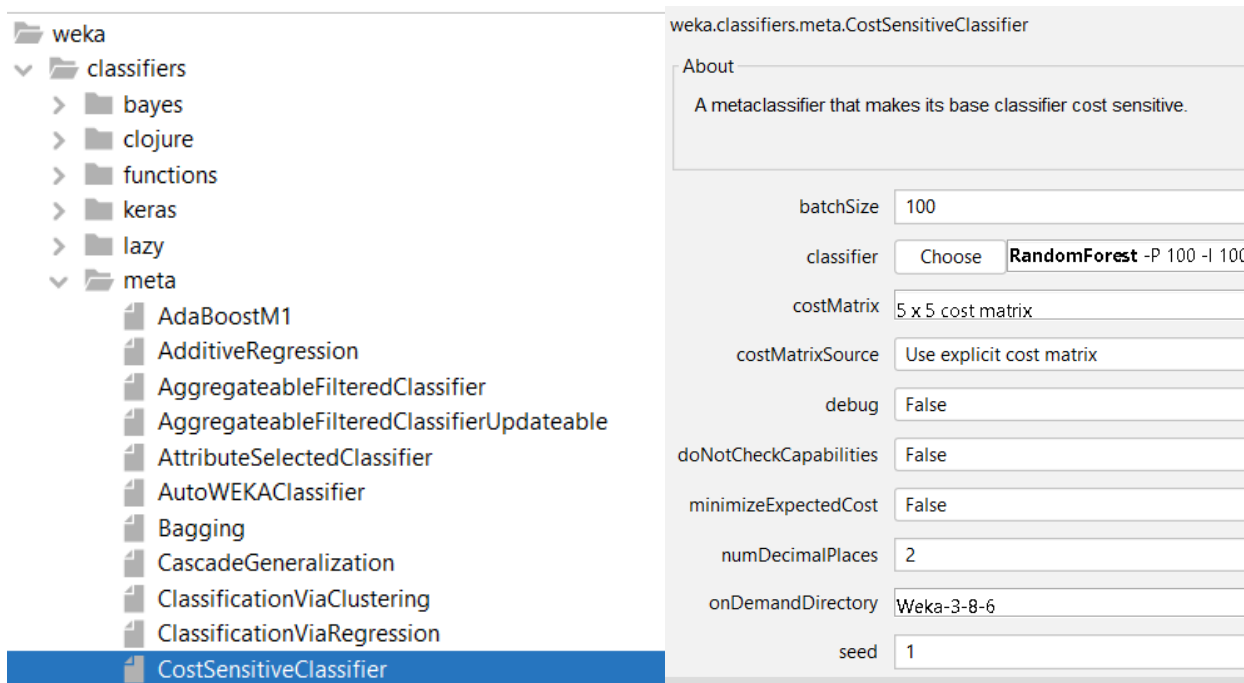 weka
classifiers
bayes
clojure
functions
keras
lazy
meta
AdaBoostM1
AdditiveRegression
AggregateableFilteredClassifier
AggregateableFilteredClassifierUpdateable
AttributeSelectedClassifier
AutoWEKAClassifier
Bagging
CascadeGeneralization
ClassificationViaClustering
ClassificationViaRegression
CostSensitiveClassifier
weka.classifiers.meta.CostSensitiveClassifier
About
A metaclassifier that makes its base classifier cost sensitive.
batchSize 100
classifier Choose RandomForest -P 100 -I 100
costMatrix 5 x 5 cost matrix
costMatrixSource Use explicit cost matrix
debug False
doNotCheckCapabilities False
minimizeExpectedCost False
numDecimalPlaces 2
onDemandDirectory Weka-3-8-6
seed 1